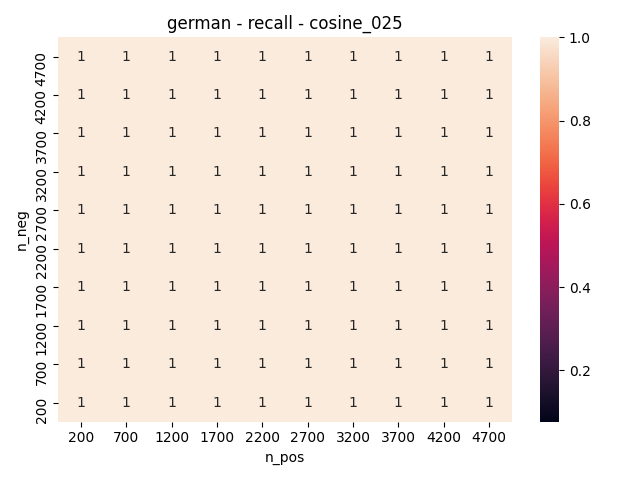 german - recall - cosine_025
4700 1 1 1 1 1 1 1 1 1 1 1.0
4200 1 1 1 1 1 1 1 1 1 1
3700 1 1 1 1 1 1 1 1 1 1 0.8
3200 1 1 1 1 1 1 1 1 1 1
2700 1 1 1 1 1 1 1 1 1 1 0.6
n_neg
2200 1 1 1 1 1 1 1 1 1 1
1700 1 1 1 1 1 1 1 1 1 1 0.4
1200 1 1 1 1 1 1 1 1 1 1
700 1 1 1 1 1 1 1 1 1 1 0.2
200 1 1 1 1 1 1 1 1 1 1
200 700 1200 1700 2200 2700 3200 3700 4200 4700
n_pos